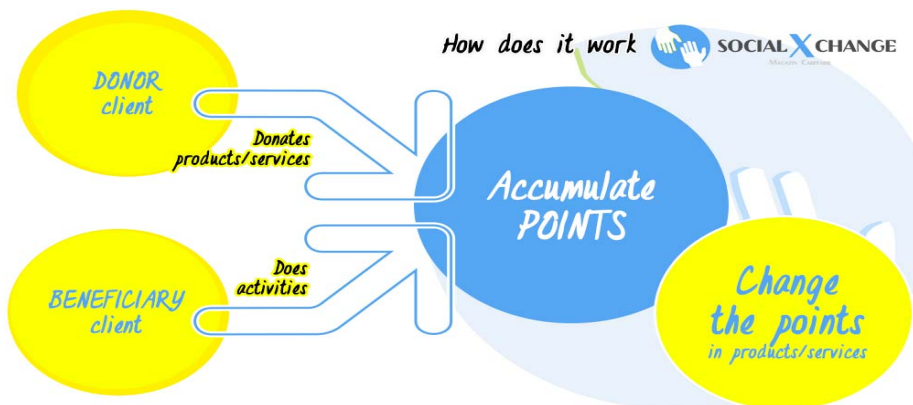 How does it work
SOCIAL X CHANGE
DONOR
client
Donates
products/services
Accumulate
POINTS
Does
activities
BENEFICIARY
client
Change
the points
in products/services